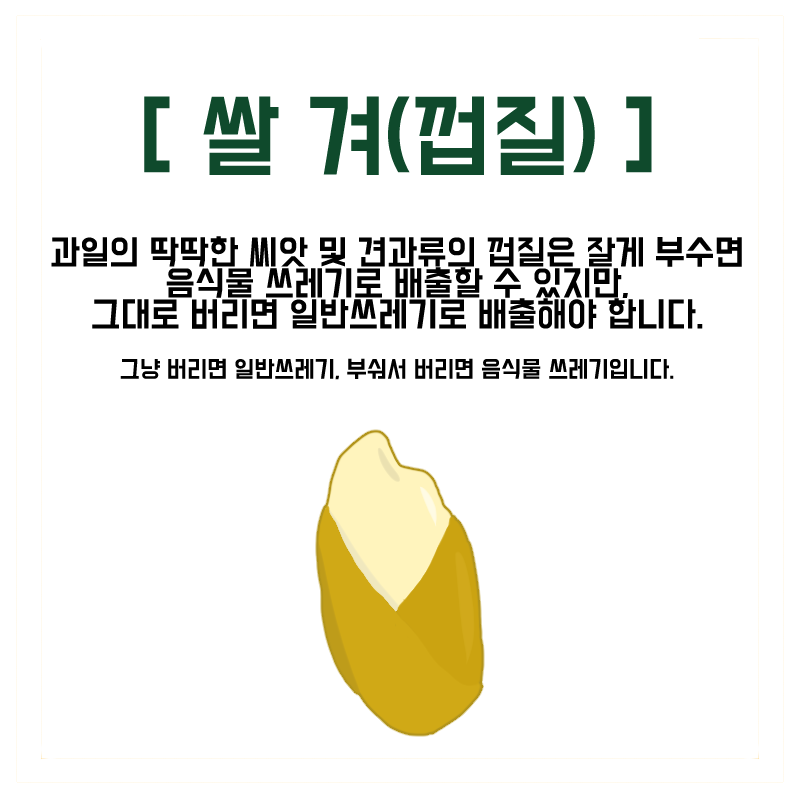 [ 쌀 겨(껍질) ]
과일의 딱딱한 씨앗 및 견과류의 껍질은 잘게 부수면
음식물 쓰레기로 배출할 수 있지만,
그대로 버리면 일반쓰레기로 배출해야 합니다.
그냥 버리면 일반쓰레기, 부숴서 버리면 음식물 쓰레기입니다.